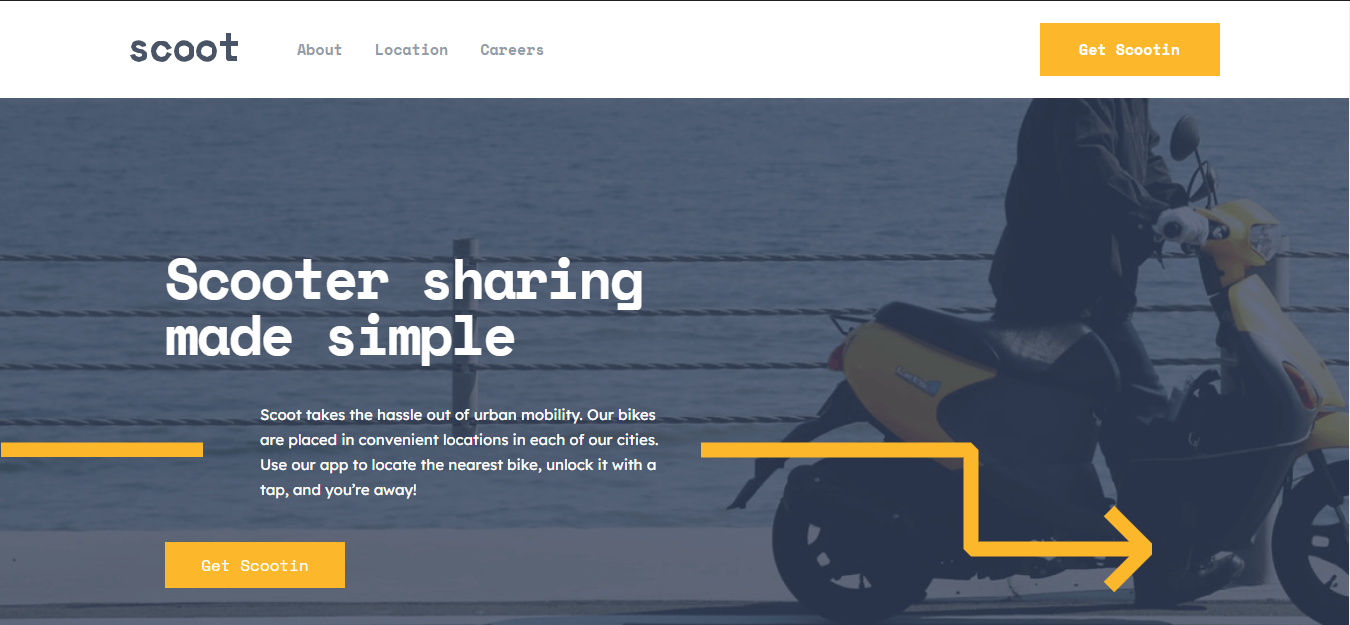 scoot
About Location Careers
Get Scootin
Scooter sharing
made simple
Scoot takes the hassle out of urban mobility. Our bikes
are placed in convenient locations in each of our cities.
Use our app to locate the nearest bike, unlock it with a
tap, and you’re away!
Get Scootin